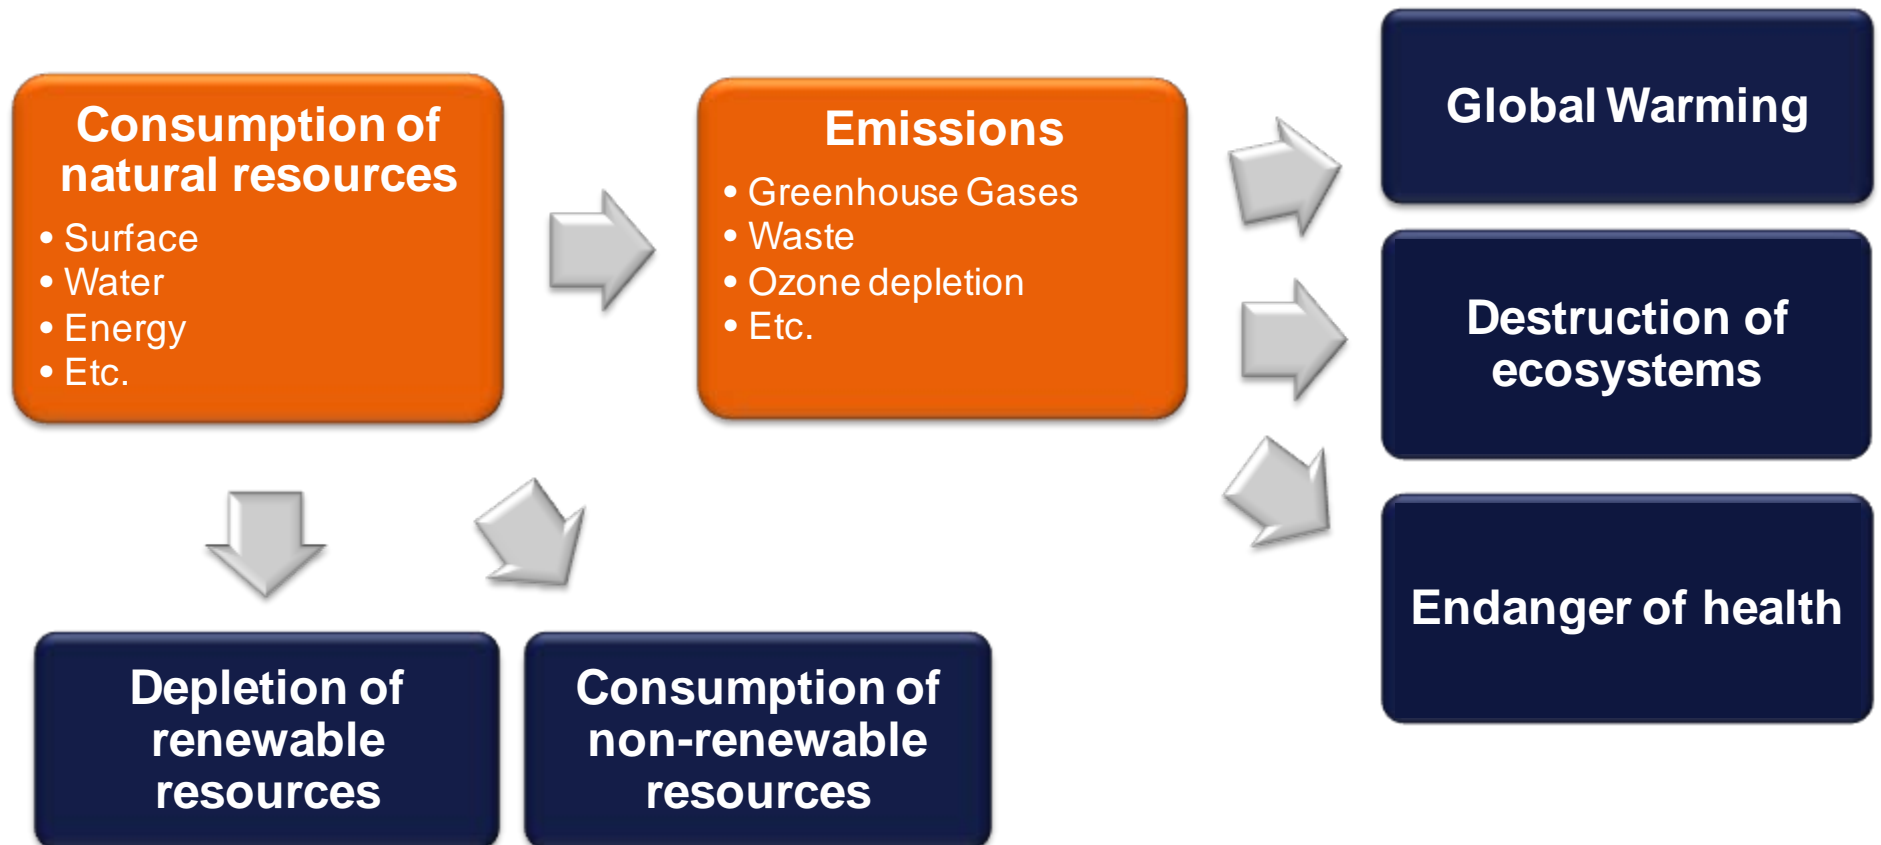 Consumption of
natural resources
• Surface
• Water
• Energy
• Etc.
Emissions
• Greenhouse Gases
• Waste
• Ozone depletion
• Etc.
Global Warming
Destruction of
ecosystems
Endanger of health
Depletion of
renewable
resources
Consumption of
non-renewable
resources